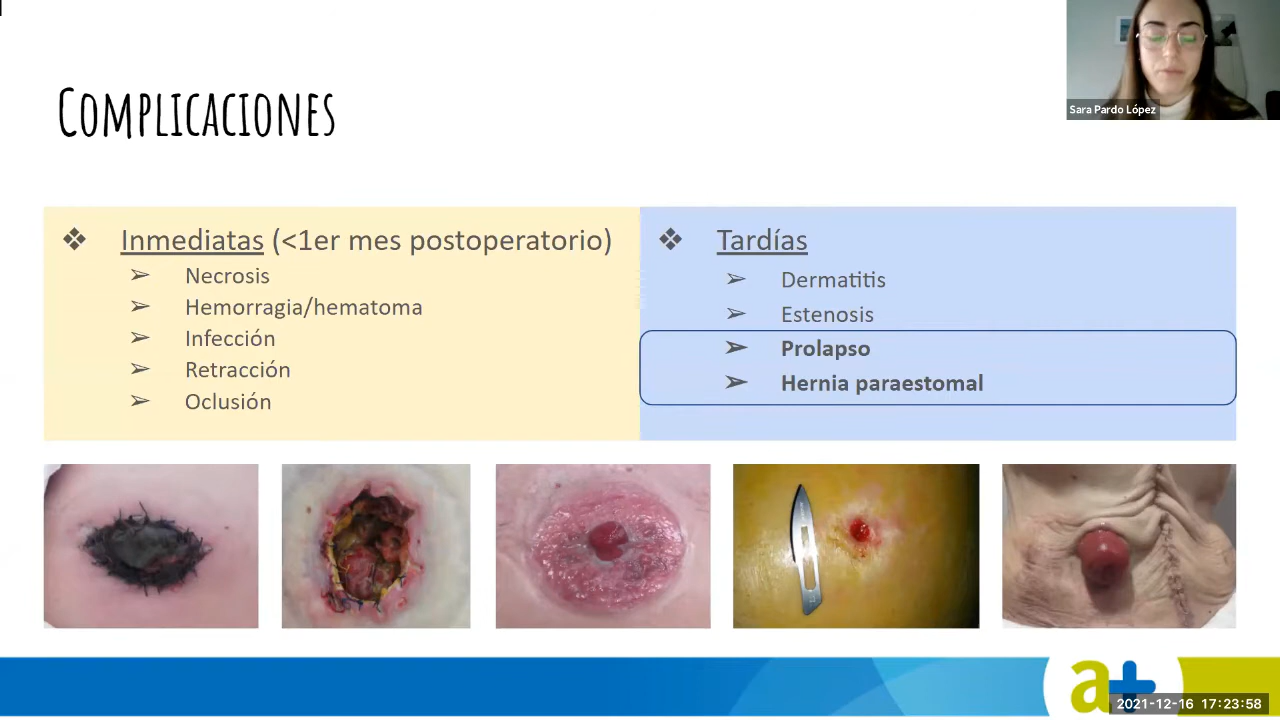 Complicaciones
Sara Pardo López
❖ Inmediatas (<1er mes postoperatorio)
➢ Necrosis
➢ Hemorragia/hematoma
➢ Infección
➢ Retracción
➢ Oclusión
❖ Tardías
➢ Dermatitis
➢ Estenosis
➢ Prolapso
➢ Hernia paraestomal
a+
2021-12-16 17:23:58